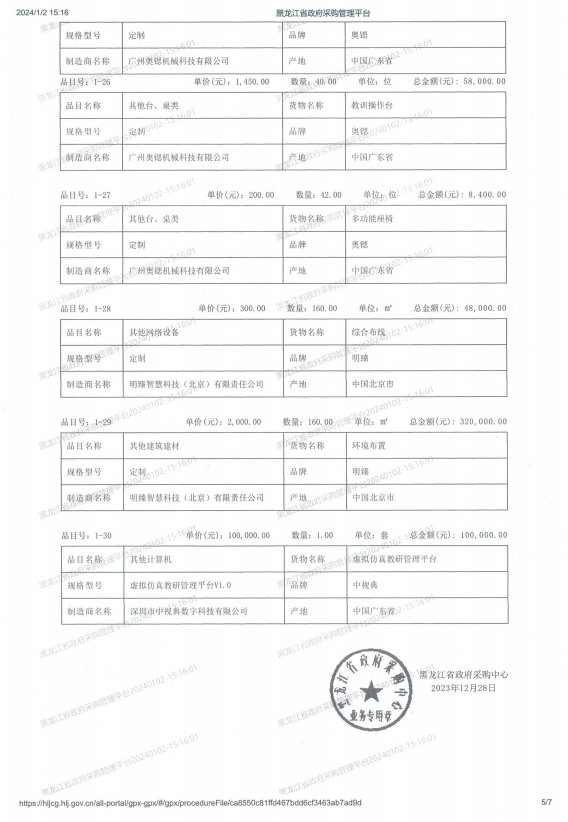 2024/1/2 15:16 黑龙江省政府采购管理平台
规格型号 定制 品牌 奥锶
制造商名称 广州奥锶机械科技有限公司 产地 中国广东省
品目号: 1-26 单价(元): 1,450.00 数量: 40.00 单位: 位 总金额(元): 58,000.00
品目名称 其他台、桌类 货物名称 教训操作台
规格型号 定制 品牌 奥锶
制造商名称 广州奥锶机械科技有限公司 产地 中国广东省
品目号: 1-27 单价(元): 200.00 数量: 42.00 单位: 位 总金额(元): 8,400.00
品目名称 其他台、桌类 货物名称 多功能座椅
规格型号 定制 品牌 奥锶
制造商名称 广州奥锶机械科技有限公司 产地 中国广东省
品目号: 1-28 单价(元): 300.00 数量: 160.00 单位: ㎡ 总金额(元): 48,000.00
品目名称 其他网络设备 货物名称 综合布线
规格型号 定制 品牌 明臻
制造商名称 明臻智慧科技（北京）有限责任公司 产地 中国北京市
品目号: 1-29 单价(元): 2,000.00 数量: 160.00 单位: ㎡ 总金额(元): 320,000.00
品目名称 其他建筑建材 货物名称 环境布置
规格型号 定制 品牌 明臻
制造商名称 明臻智慧科技（北京）有限责任公司 产地 中国北京市
品目号: 1-30 单价(元): 100,000.00 数量: 1.00 单位: 套 总金额(元): 100,000.00
品目名称 其他计算机 货物名称 虚拟仿真教研管理平台
规格型号 虚拟仿真教研管理平台V1.0 品牌 中视典
制造商名称 深圳市中视典数字科技有限公司 产地 中国广东省
黑龙江省政府采购中心
业务专用章
黑龙江省政府采购中心
2023年12月28日
黑龙江省政府采购管理平台20240102-15:16:01
https://hljcg.hlj.gov.cn/all-portal/gpx-gpx/#/gpx/procedureFile/ca8550c81ffd467bdd6cf3463ab7ad9d 5/7